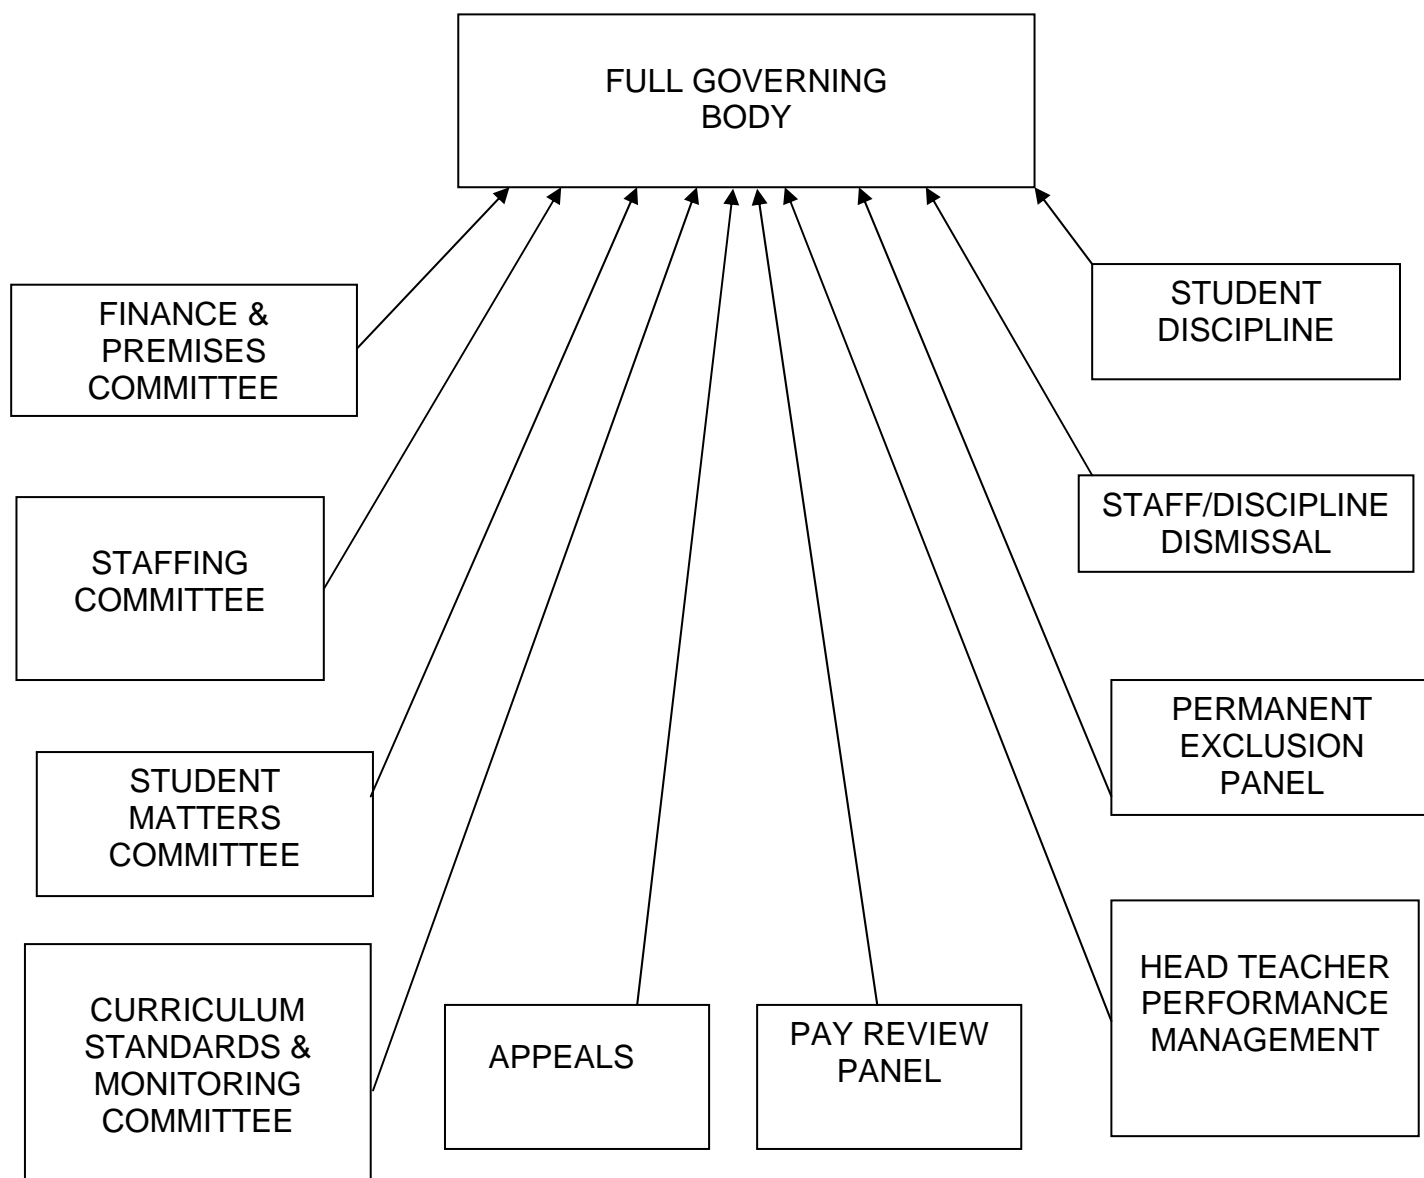 FULL GOVERNING
BODY
FINANCE &
PREMISES
COMMITTEE
STUDENT
DISCIPLINE
STAFFING
COMMITTEE
STAFF/DISCIPLINE
DISMISSAL
STUDENT
MATTERS
COMMITTEE
PERMANENT
EXCLUSION
PANEL
CURRICULUM
STANDARDS &
MONITORING
COMMITTEE
APPEALS
PAY REVIEW
PANEL
HEAD TEACHER
PERFORMANCE
MANAGEMENT